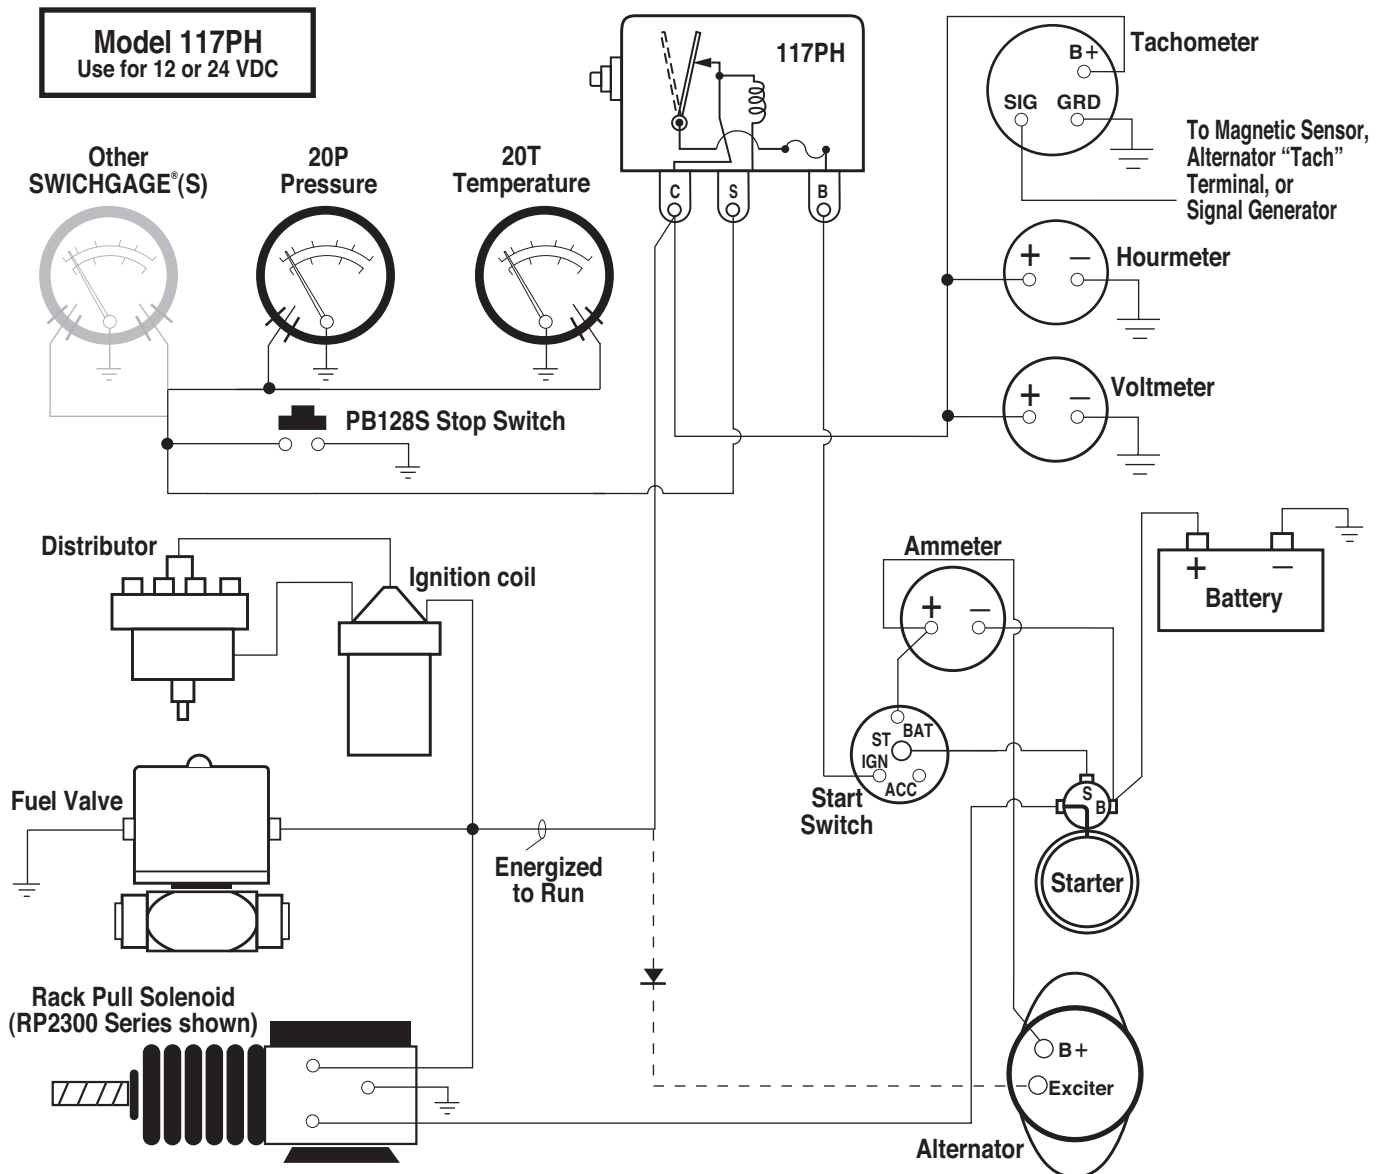 Model 117PH
Use for 12 or 24 VDC
117PH
C
S
B
Tachometer
B+
SIG
GRD
To Magnetic Sensor,
Alternator “Tach”
Terminal, or
Signal Generator
Other
SWICHGAGE®(S)
20P
Pressure
20T
Temperature
+
−
Hourmeter
+
−
Voltmeter
PB128S Stop Switch
Distributor
Ignition coil
Ammeter
+
−
+
−
Battery
BAT
ST
IGN
ACC
Start
Switch
S
B
Starter
Fuel Valve
Energized
to Run
Rack Pull Solenoid
(RP2300 Series shown)
B+
Exciter
Alternator